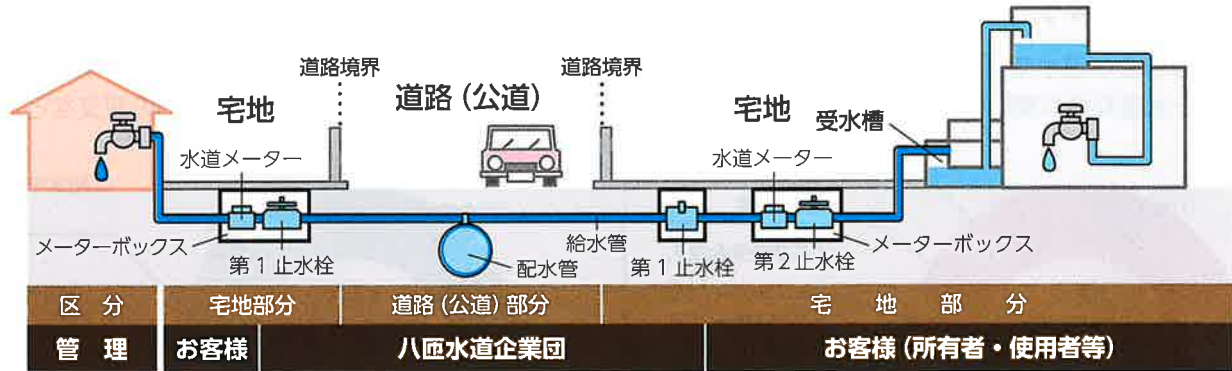 道路境界
道路(公道)
道路境界
宅地
宅地
受水槽
水道メーター
水道メーター
メーターボックス
第1止水栓
配水管
給水管
第1止水栓
第2止水栓
メーターボックス
区分 宅地部分 道路(公道)部分 宅地部分
管理 お客様 八匝水道企業団 お客様(所有者・使用者等)